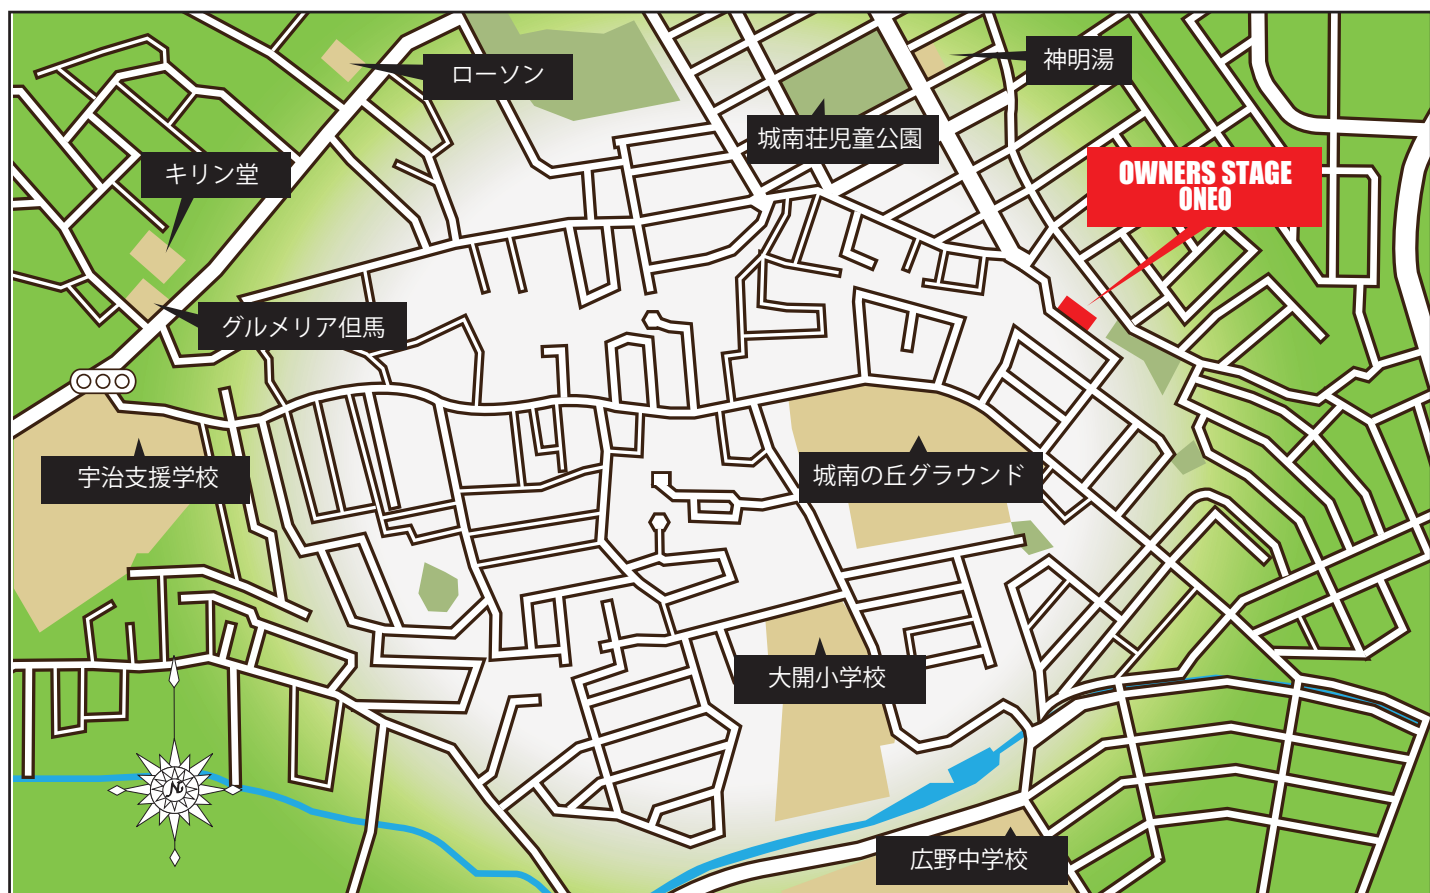 ローソン
神明湯
城南荘児童公園
キリン堂
OWNERS STAGE
ONEO
グルメリア但馬
宇治支援学校
城南の丘グラウンド
大開小学校
N
広野中学校